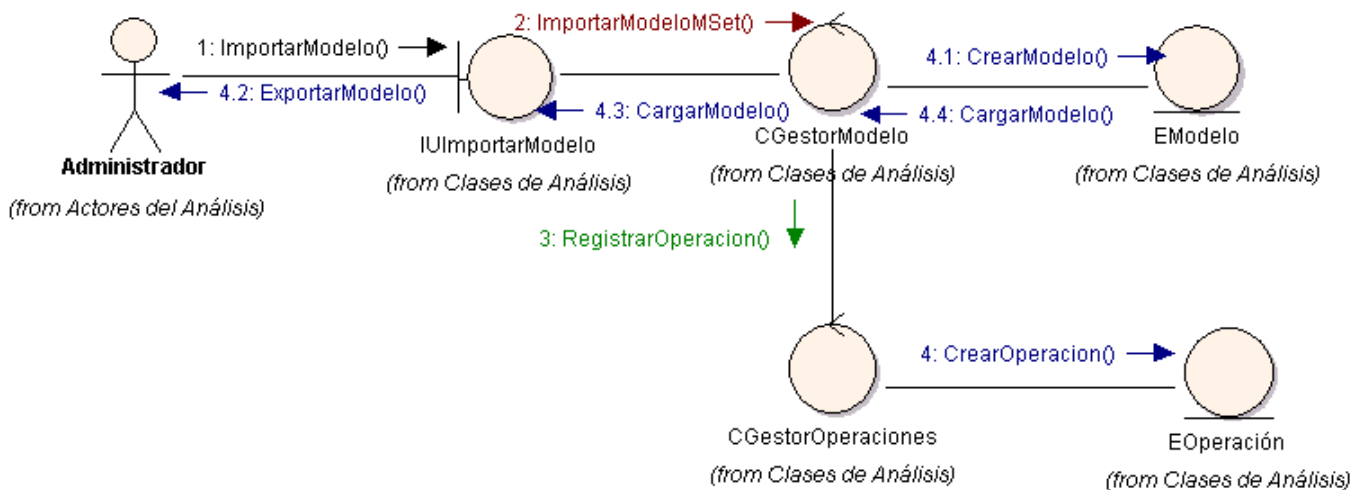 2: ImportarModeloMSet()
1: ImportarModelo()
4.1: CrearModelo()
4.2: ExportarModelo()
4.3: CargarModelo()
4.4: CargarModelo()
Administrador
(from Actores del Análisis)
IUImportarModelo
(from Clases de Análisis)
CGestorModelo
(from Clases de Análisis)
EModelo
(from Clases de Análisis)
3: RegistrarOperacion()
4: CrearOperacion()
CGestorOperaciones
(from Clases de Análisis)
EOperación
(from Clases de Análisis)